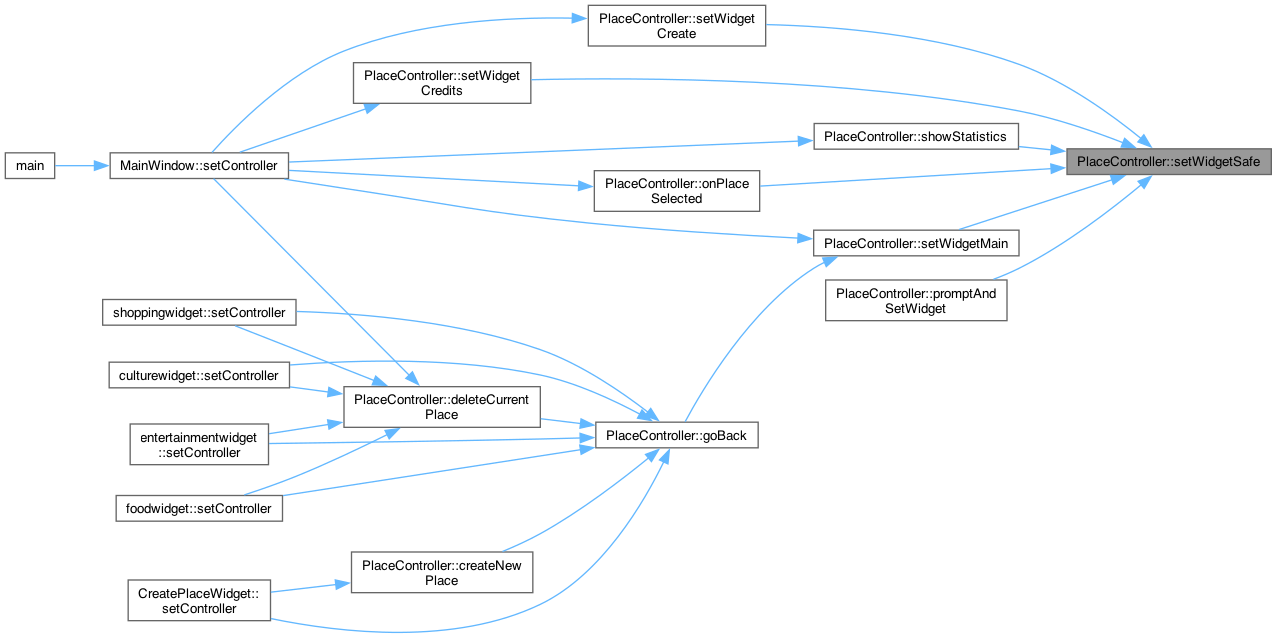 PlaceController::setWidget
Create
PlaceController::setWidget
Credits
PlaceController::showStatistics
main
MainWindow::setController
PlaceController::setWidgetSafe
PlaceController::onPlace
Selected
PlaceController::setWidgetMain
PlaceController::promptAnd
SetWidget
shoppingwidget::setController
culturewidget::setController
PlaceController::deleteCurrent
Place
entertainmentwidget
::setController
PlaceController::goBack
foodwidget::setController
PlaceController::createNew
Place
CreatePlaceWidget::
setController